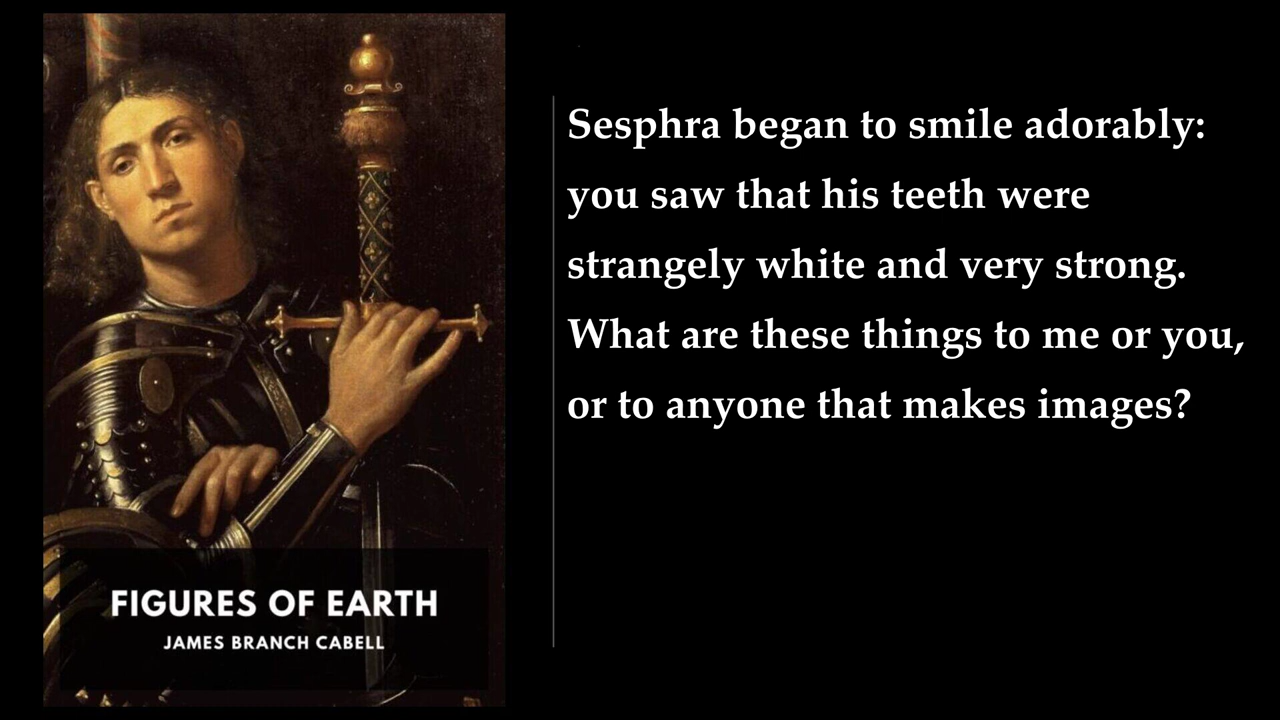 FIGURES OF EARTH
JAMES BRANCH CABELL
Sesphra began to smile adorably:
you saw that his teeth were
strangely white and very strong.
What are these things to me or you,
or to anyone that makes images?